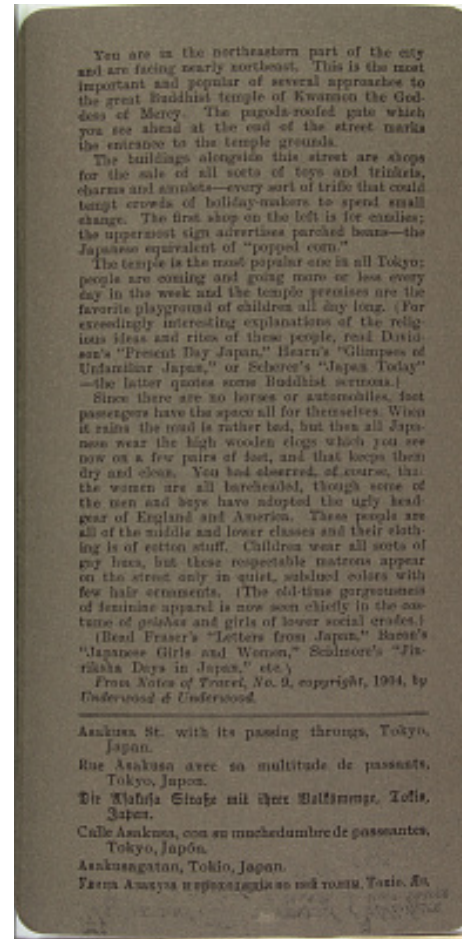 You are in the northeastern part of the city
and are facing nearly northeast. This is the most
important and popular of several approaches to
the great Buddhist temple of Kwannon the God-
dess of Mercy. The pagoda-roofed gate which
you see ahead at the end of the street marks
the entrance to the temple grounds.
The buildings alongside this street are shops
for the sale of all sorts of toys and trinkets,
charms and amulets—every sort of trifle that could
tempt crowds of holiday-makers to spend small
change. The first shop on the left is for candies;
the uppermost sign advertises parched beans—the
Japanese equivalent of "popped corn."
The temple is the most popular one in all Tokyo;
people are coming and going more or less every
day in the week and the temple premises are the
favorite playground of children all day long. (For
exceedingly interesting explanations of the relig-
ious ideas and rites of these people, read David-
son's "Present Day Japan," Hearn's "Glimpses of
Unfamiliar Japan," or Scherer's "Japan Today"
—the latter quotes some Buddhist sermons.)
Since there are no horses or automobiles, foot
passengers have the space all for themselves. When
it rains the road is rather bad, but then all Japa-
nese wear the high wooden clogs which you see
now on a few pairs of feet, and that keeps them
dry and clean. You had observed, of course, that
the women are all bareheaded, though some of
the men and boys have adopted the ugly head-
gear of England and America. These people are
all of the middle and lower classes and their cloth-
ing is of cotton stuff. Children wear all sorts of
gay hues, but these respectable matrons appear
on the street only in quiet, subdued colors with
few hair ornaments. (The old-time gorgeousness
of feminine apparel is now seen chiefly in the cos-
tume of geishas and girls of lower social grades.)
(Read Fraser's "Letters from Japan," Bacon's
"Japanese Girls and Women," Scidmore's "Jin-
riksha Days in Japan," etc.)
From Notes of Travel, No. 9, copyright, 1904, by
Underwood & Underwood.
Asakusa St. with its passing throngs, Tokyo,
Japan.
Rue Asakusa avec sa multitude de passants,
Tokyo, Japon.
Die Asakusa Straße mit ihrer Volksmenge, Tokio,
Japan.
Calle Asakusa, con su muchedumbre de paseantes,
Tokyo, Japón.
Asakusagatan, Tokio, Japan.
Улица Асакуза и проходящія по ней толпы, Токіо, Яп.